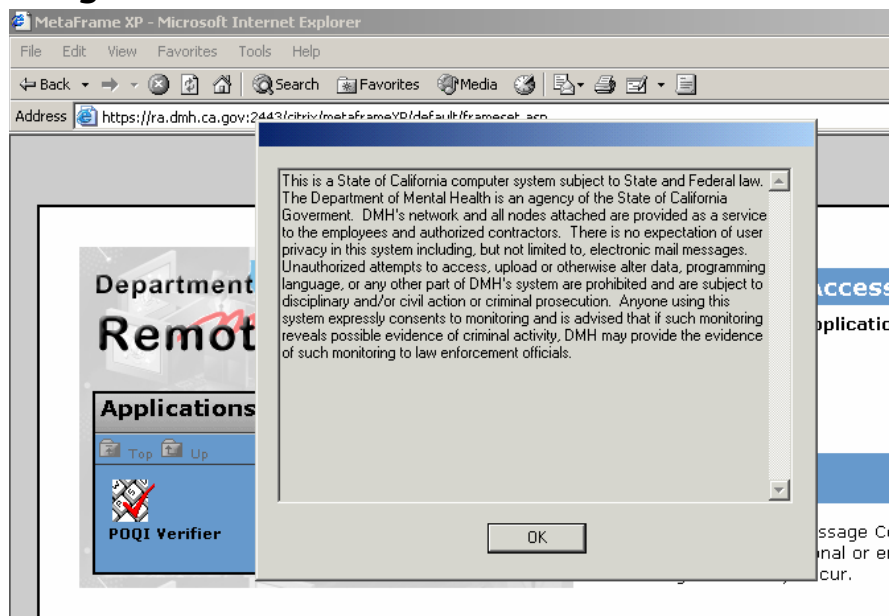 MetaFrame XP - Microsoft Internet Explorer
File Edit View Favorites Tools Help
Back Search Favorites Media
Address https://ra.dmh.ca.gov:2443/citrix/metaframeXP/default/frameset.asp
This is a State of California computer system subject to State and Federal law.
The Department of Mental Health is an agency of the State of California
Goverment. DMH's network and all nodes attached are provided as a service
to the employees and authorized contractors. There is no expectation of user
privacy in this system including, but not limited to, electronic mail messages.
Unauthorized attempts to access, upload or otherwise alter data, programming
language, or any other part of DMH's system are prohibited and are subject to
disciplinary and/or civil action or criminal prosecution. Anyone using this
system expressly consents to monitoring and is advised that if such monitoring
reveals possible evidence of criminal activity, DMH may provide the evidence
of such monitoring to law enforcement officials.
OK
Department
Remot
Applications
Top Up
POQI Verifier
Access
pplicatio
ssage C
nal or e
cur.